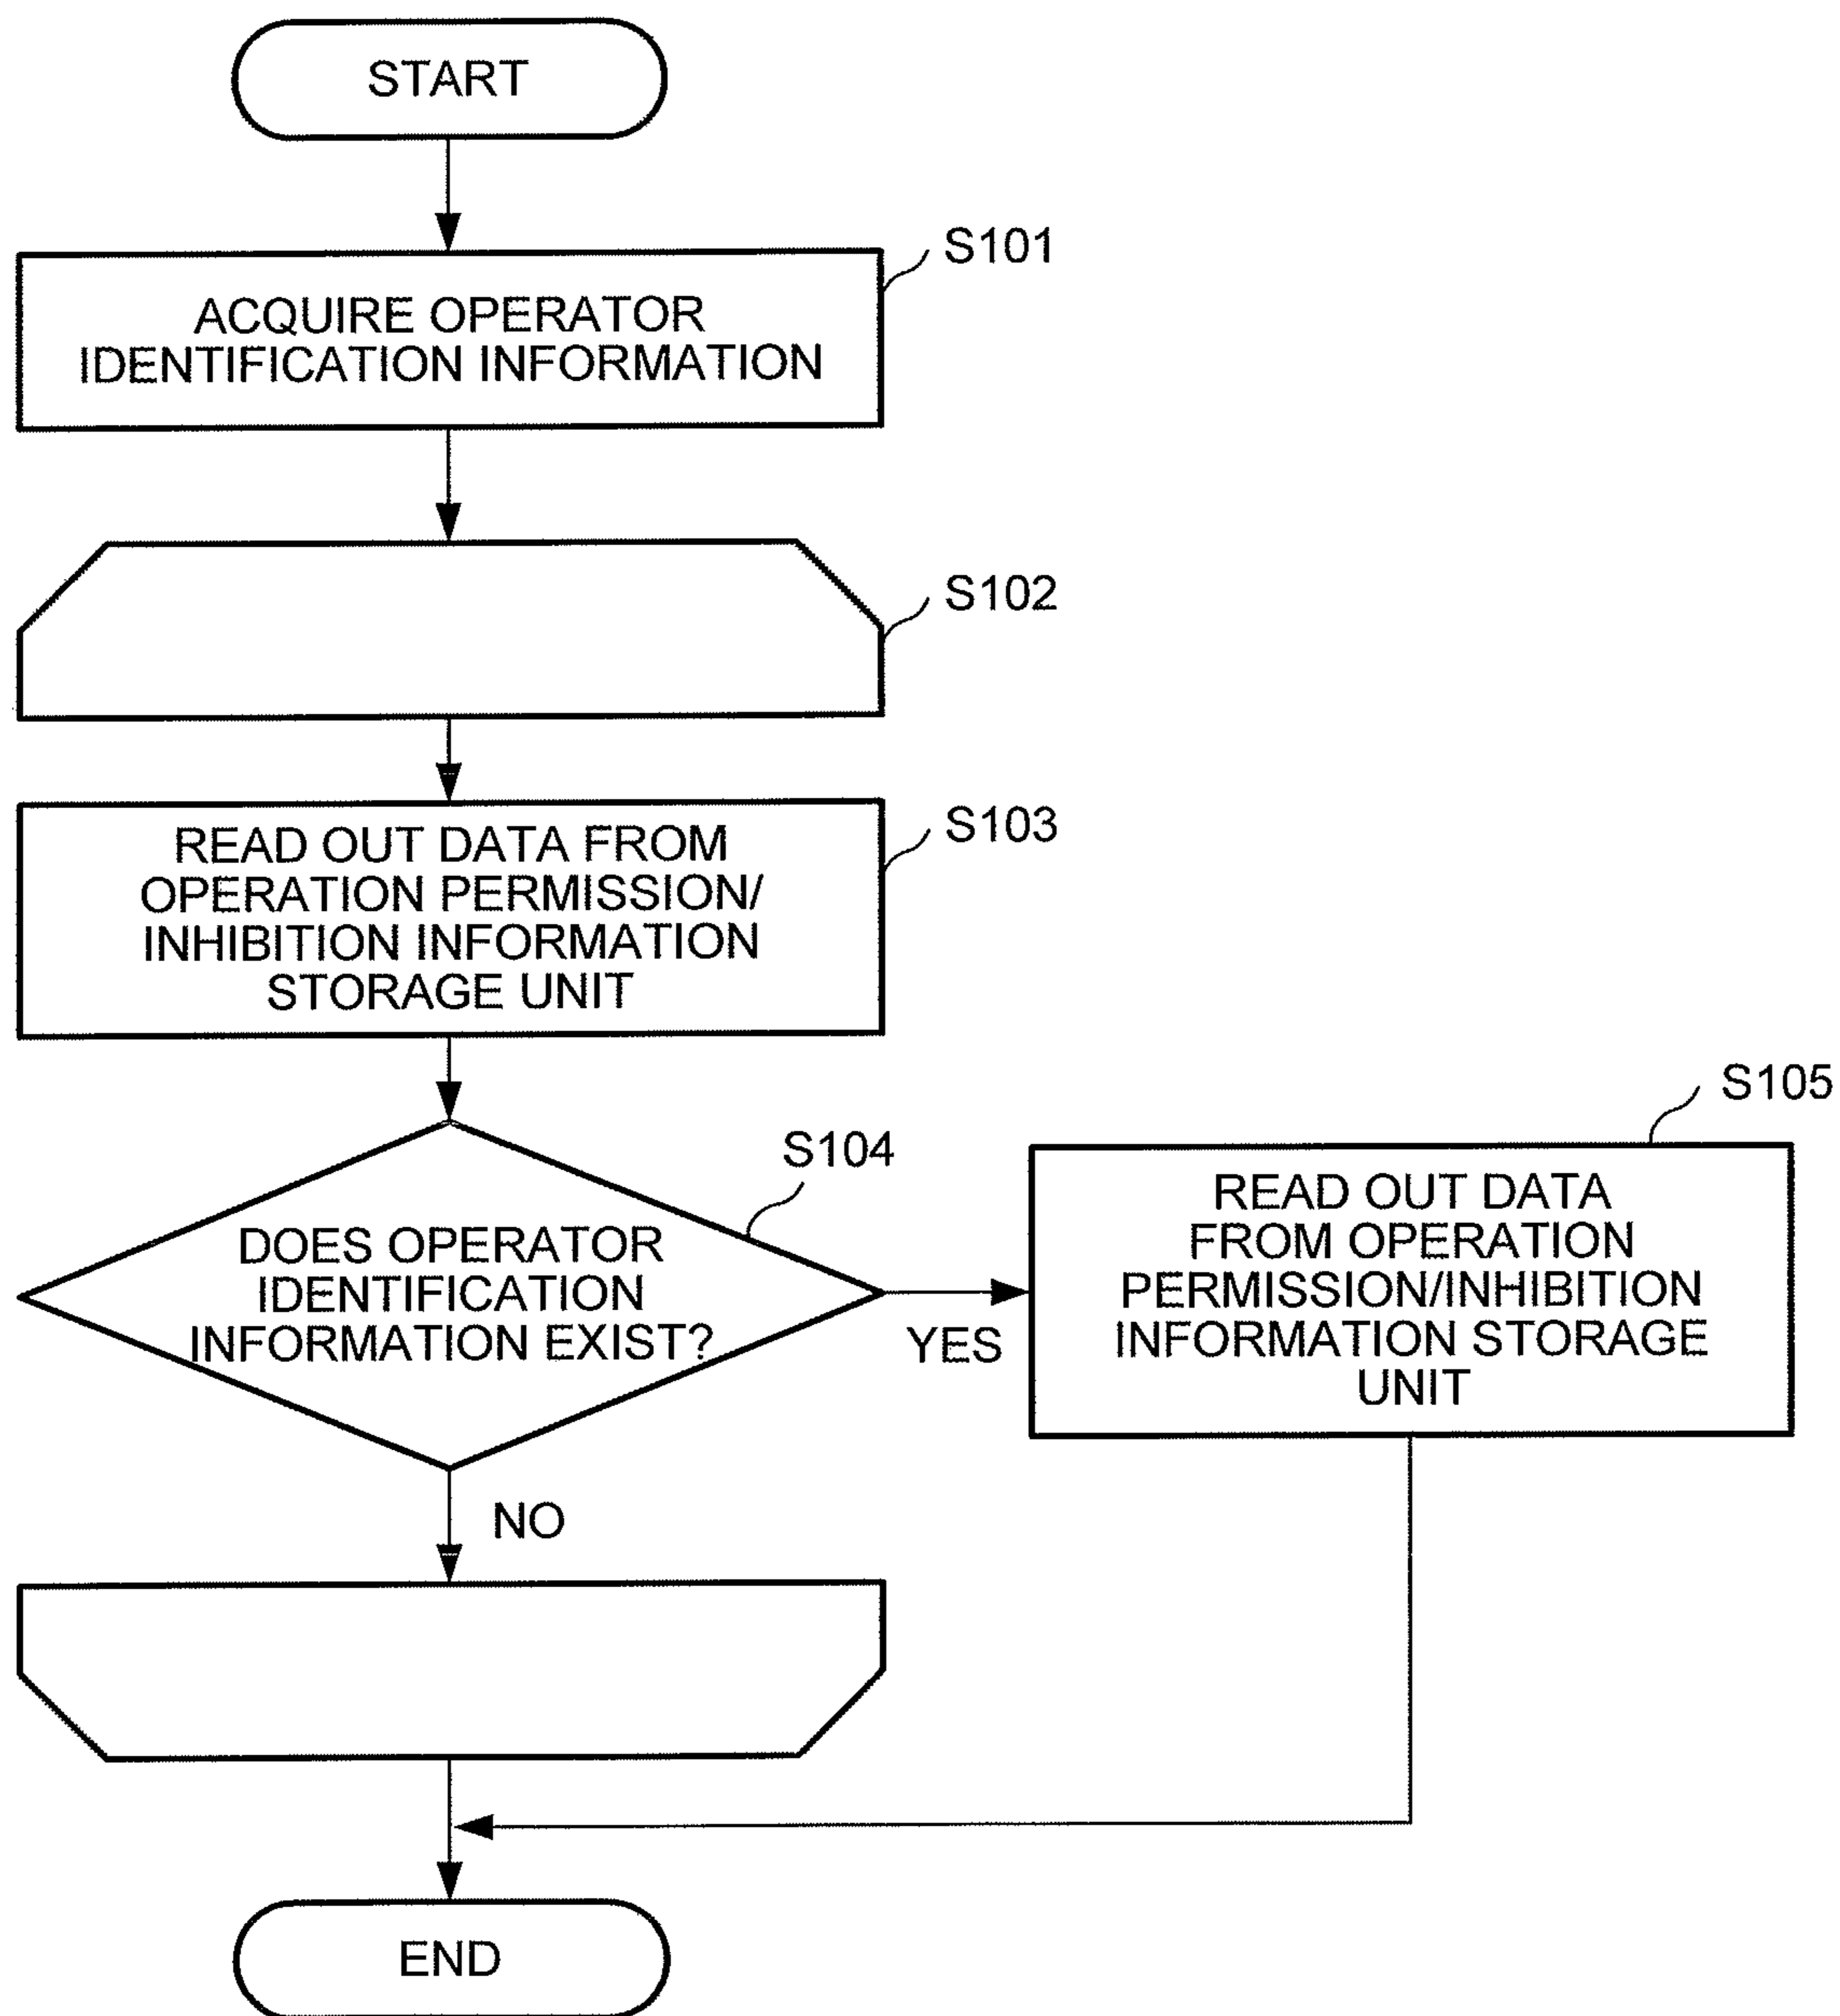 START
S101
ACQUIRE OPERATOR
IDENTIFICATION INFORMATION
S102
S103
READ OUT DATA FROM
OPERATION PERMISSION/
INHIBITION INFORMATION
STORAGE UNIT
S104
DOES OPERATOR
IDENTIFICATION
INFORMATION EXIST?
YES
S105
READ OUT DATA
FROM OPERATION
PERMISSION/INHIBITION
INFORMATION STORAGE
UNIT
NO
END